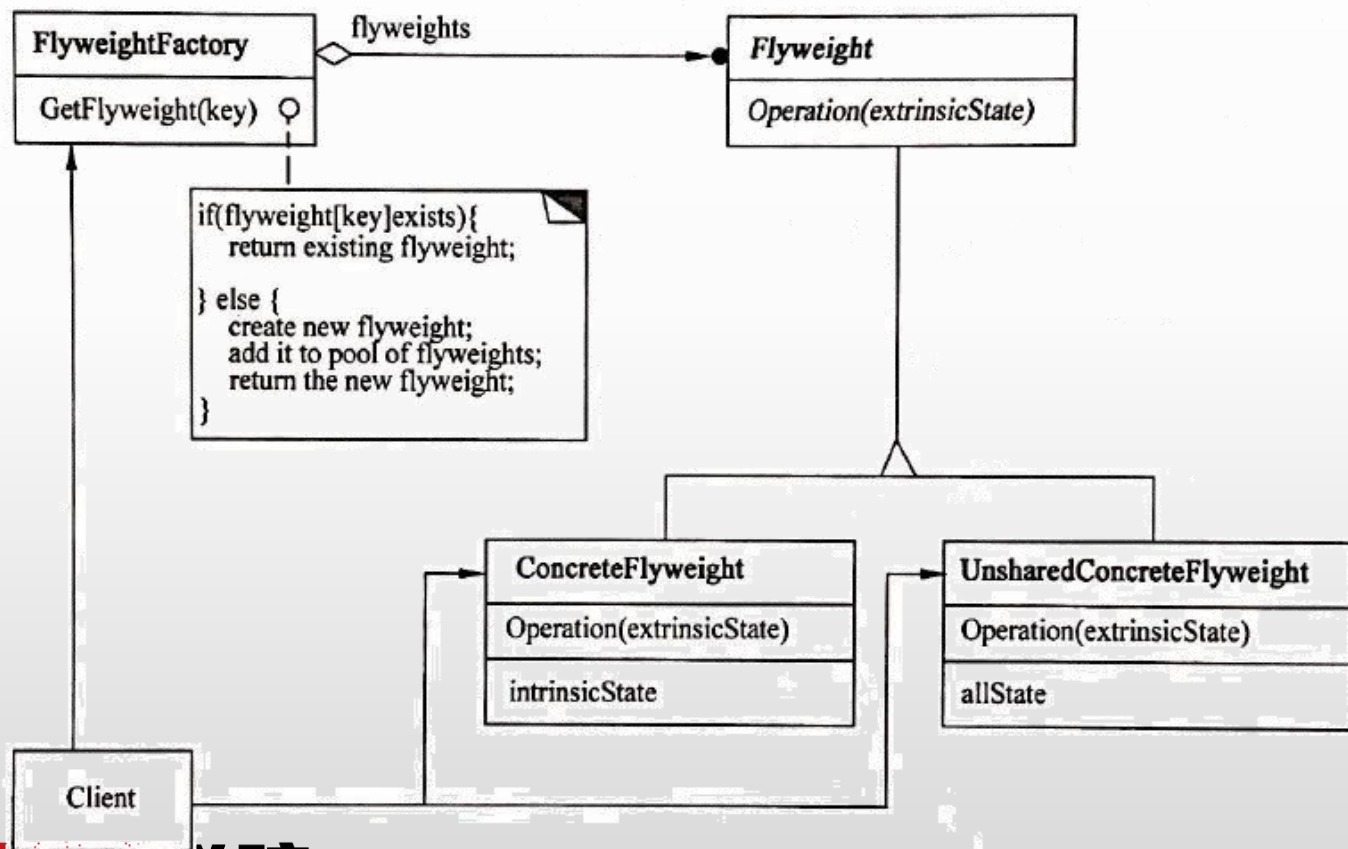 FlyweightFactory
flyweights
Flyweight
GetFlyweight(key)
Operation(extrinsicState)
if(flyweight[key]exists){
return existing flyweight;
} else {
create new flyweight;
add it to pool of flyweights;
return the new flyweight;
}
ConcreteFlyweight
UnsharedConcreteFlyweight
Operation(extrinsicState)
Operation(extrinsicState)
intrinsicState
allState
Client